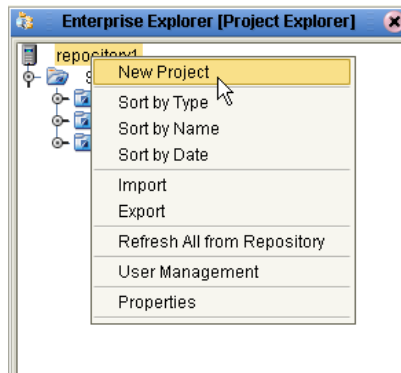 Enterprise Explorer [Project Explorer]
repository1
New Project
Sort by Type
Sort by Name
Sort by Date
Import
Export
Refresh All from Repository
User Management
Properties